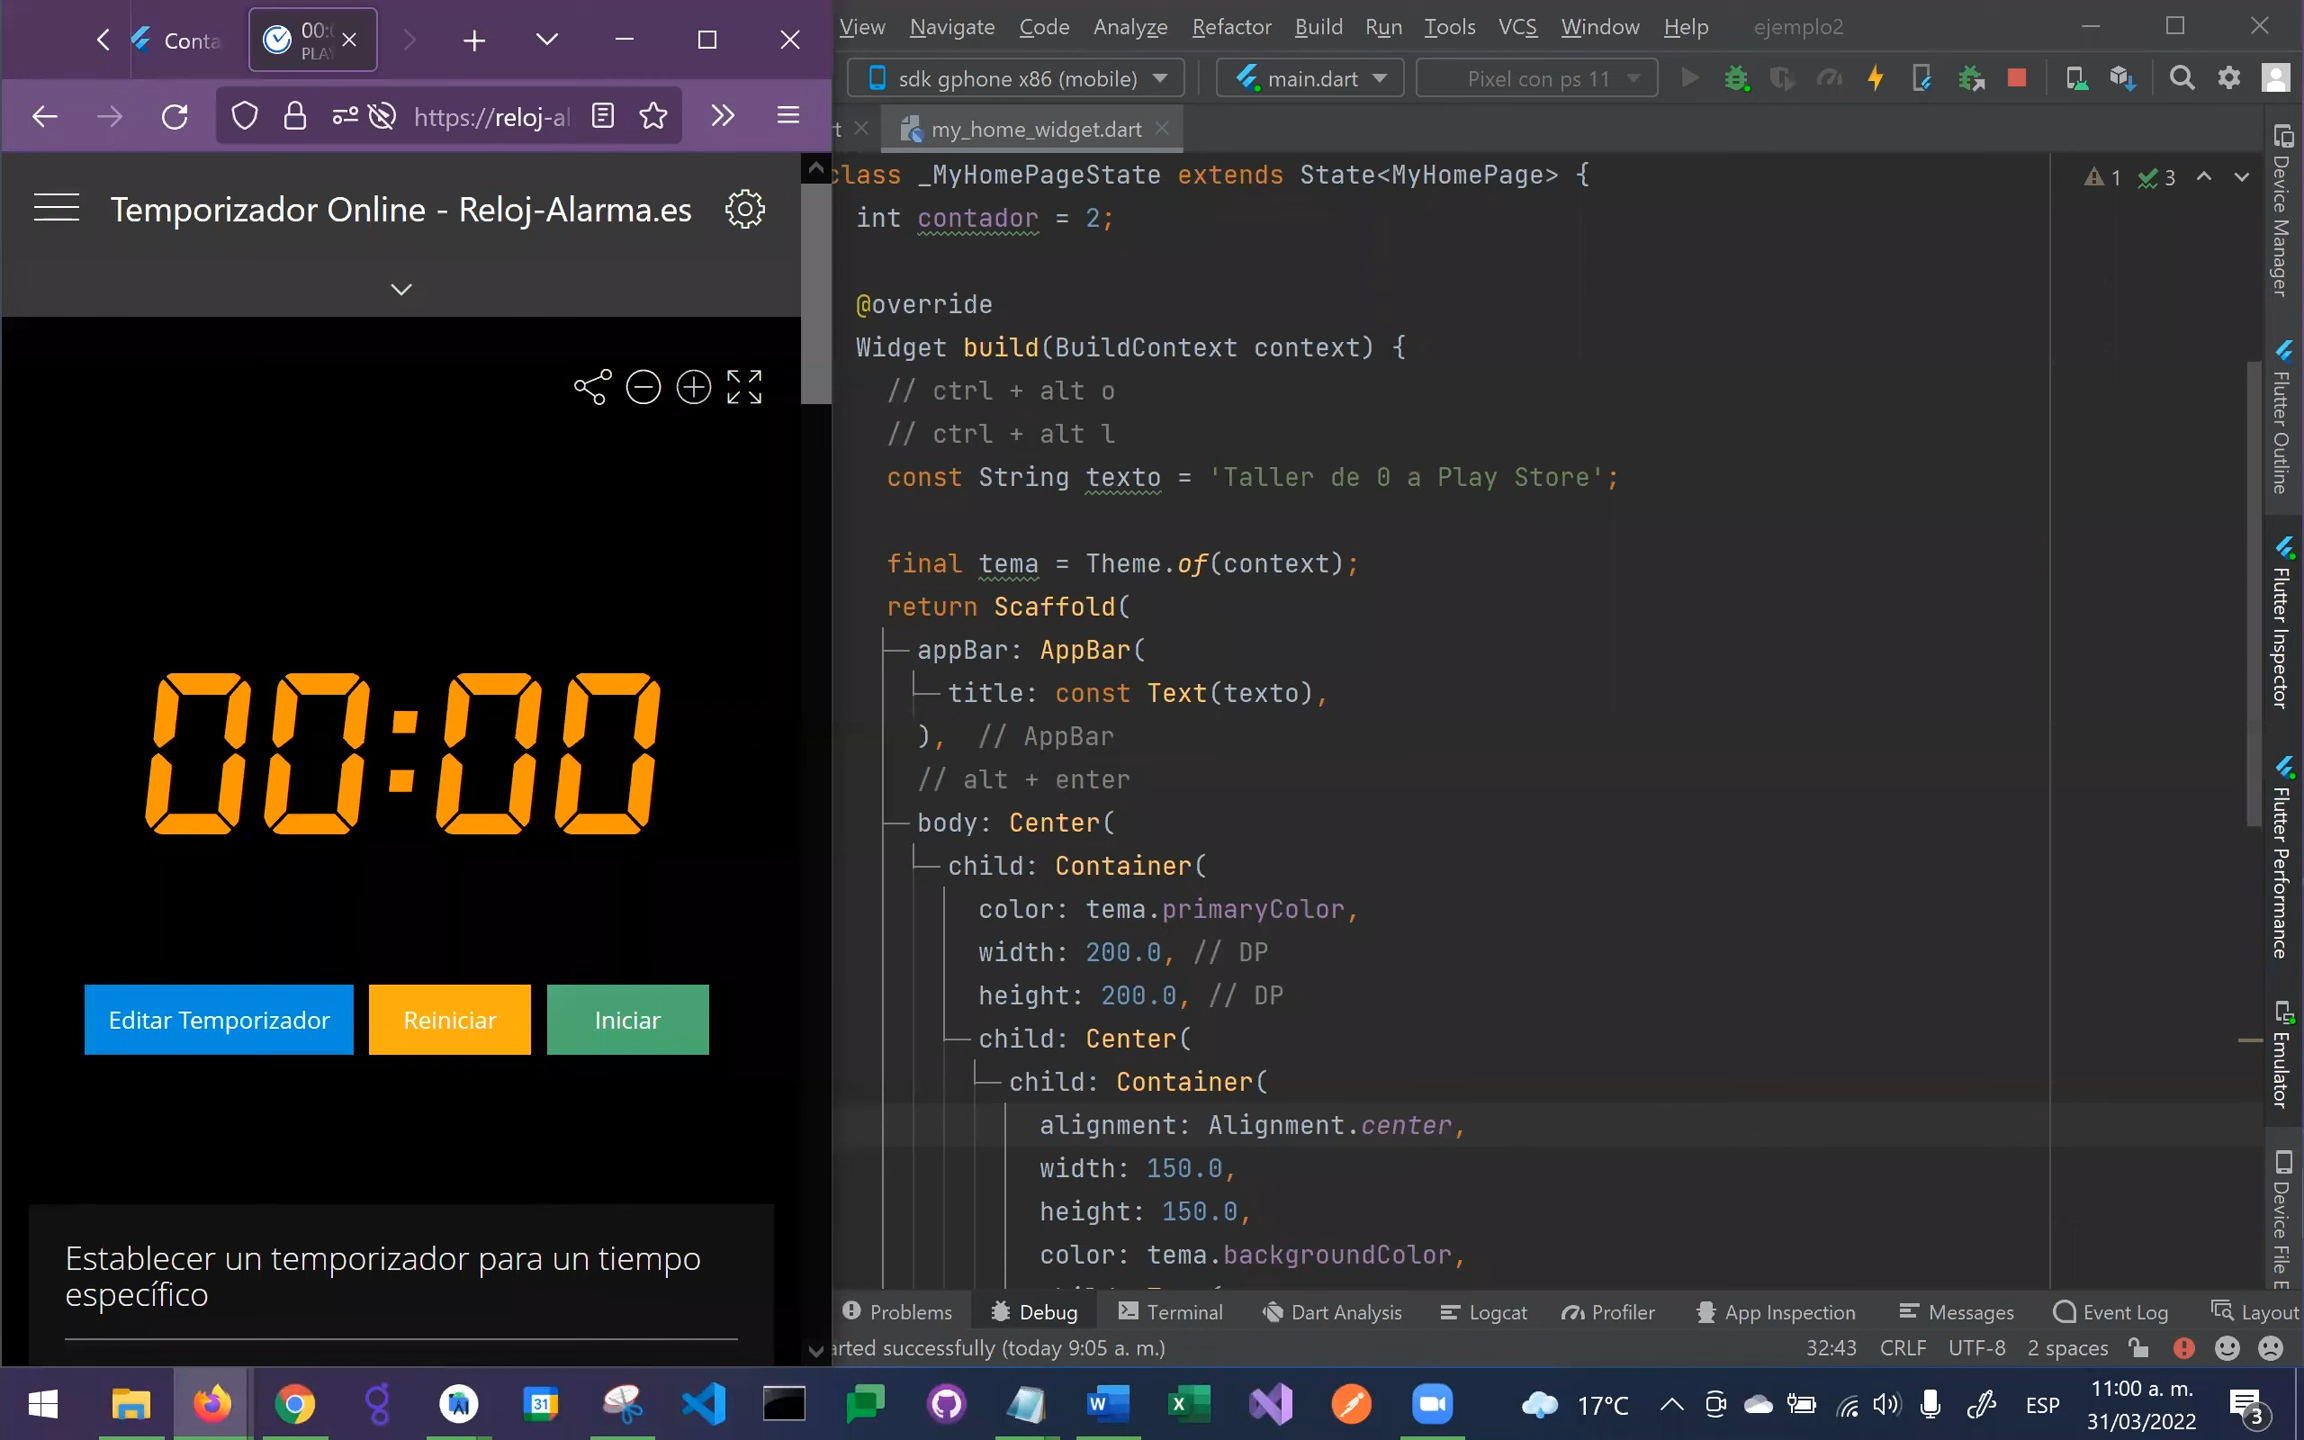 Conta
00:0
PLA
https://reloj-al
Temporizador Online - Reloj-Alarma.es
00:00
Editar Temporizador
Reiniciar
Iniciar
Establecer un temporizador para un tiempo
específico
View Navigate Code Analyze Refactor Build Run Tools VCS Window Help ejemplo2
sdk gphone x86 (mobile)
main.dart
Pixel con ps 11
t
my_home_widget.dart
class _MyHomePageState extends State<MyHomePage> {
1
3
int contador = 2;
@override
Widget build(BuildContext context) {
// ctrl + alt o
// ctrl + alt l
const String texto = 'Taller de 0 a Play Store';
final tema = Theme.of(context);
return Scaffold(
appBar: AppBar(
title: const Text(texto),
), // AppBar
// alt + enter
body: Center(
child: Container(
color: tema.primaryColor,
width: 200.0, // DP
height: 200.0, // DP
child: Center(
child: Container(
alignment: Alignment.center,
width: 150.0,
height: 150.0,
color: tema.backgroundColor,
Device Manager
Flutter Outline
Flutter Inspector
Flutter Performance
Emulator
Device File E
Problems
Debug
Terminal
Dart Analysis
Logcat
Profiler
App Inspection
Messages
Event Log
Layout
arted successfully (today 9:05 a. m.)
32:43 CRLF UTF-8 2 spaces
31
17°C
ESP
11:00 a. m.
31/03/2022
3